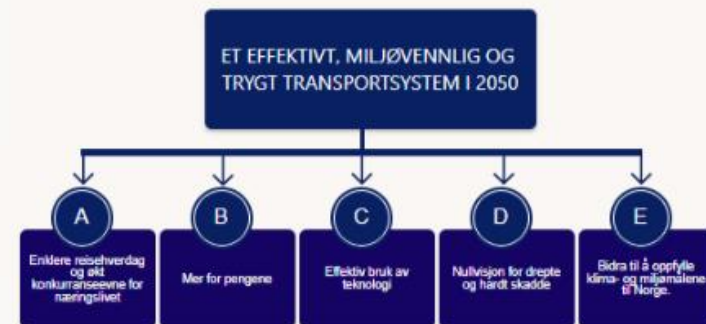 ET EFFEKTIVT, MILJØVENNLIG OG
TRYGT TRANSPORTSYSTEM I 2050
A
B
C
D
E
Enklere reisehverdag
og økt
konkurranseevne for
næringslivet
Mer for pengene
Effektiv bruk av
teknologi
Nullvisjon for drepte
og hardt skadde
Bidra til å oppfylle
klima- og miljømålene
til Norge.